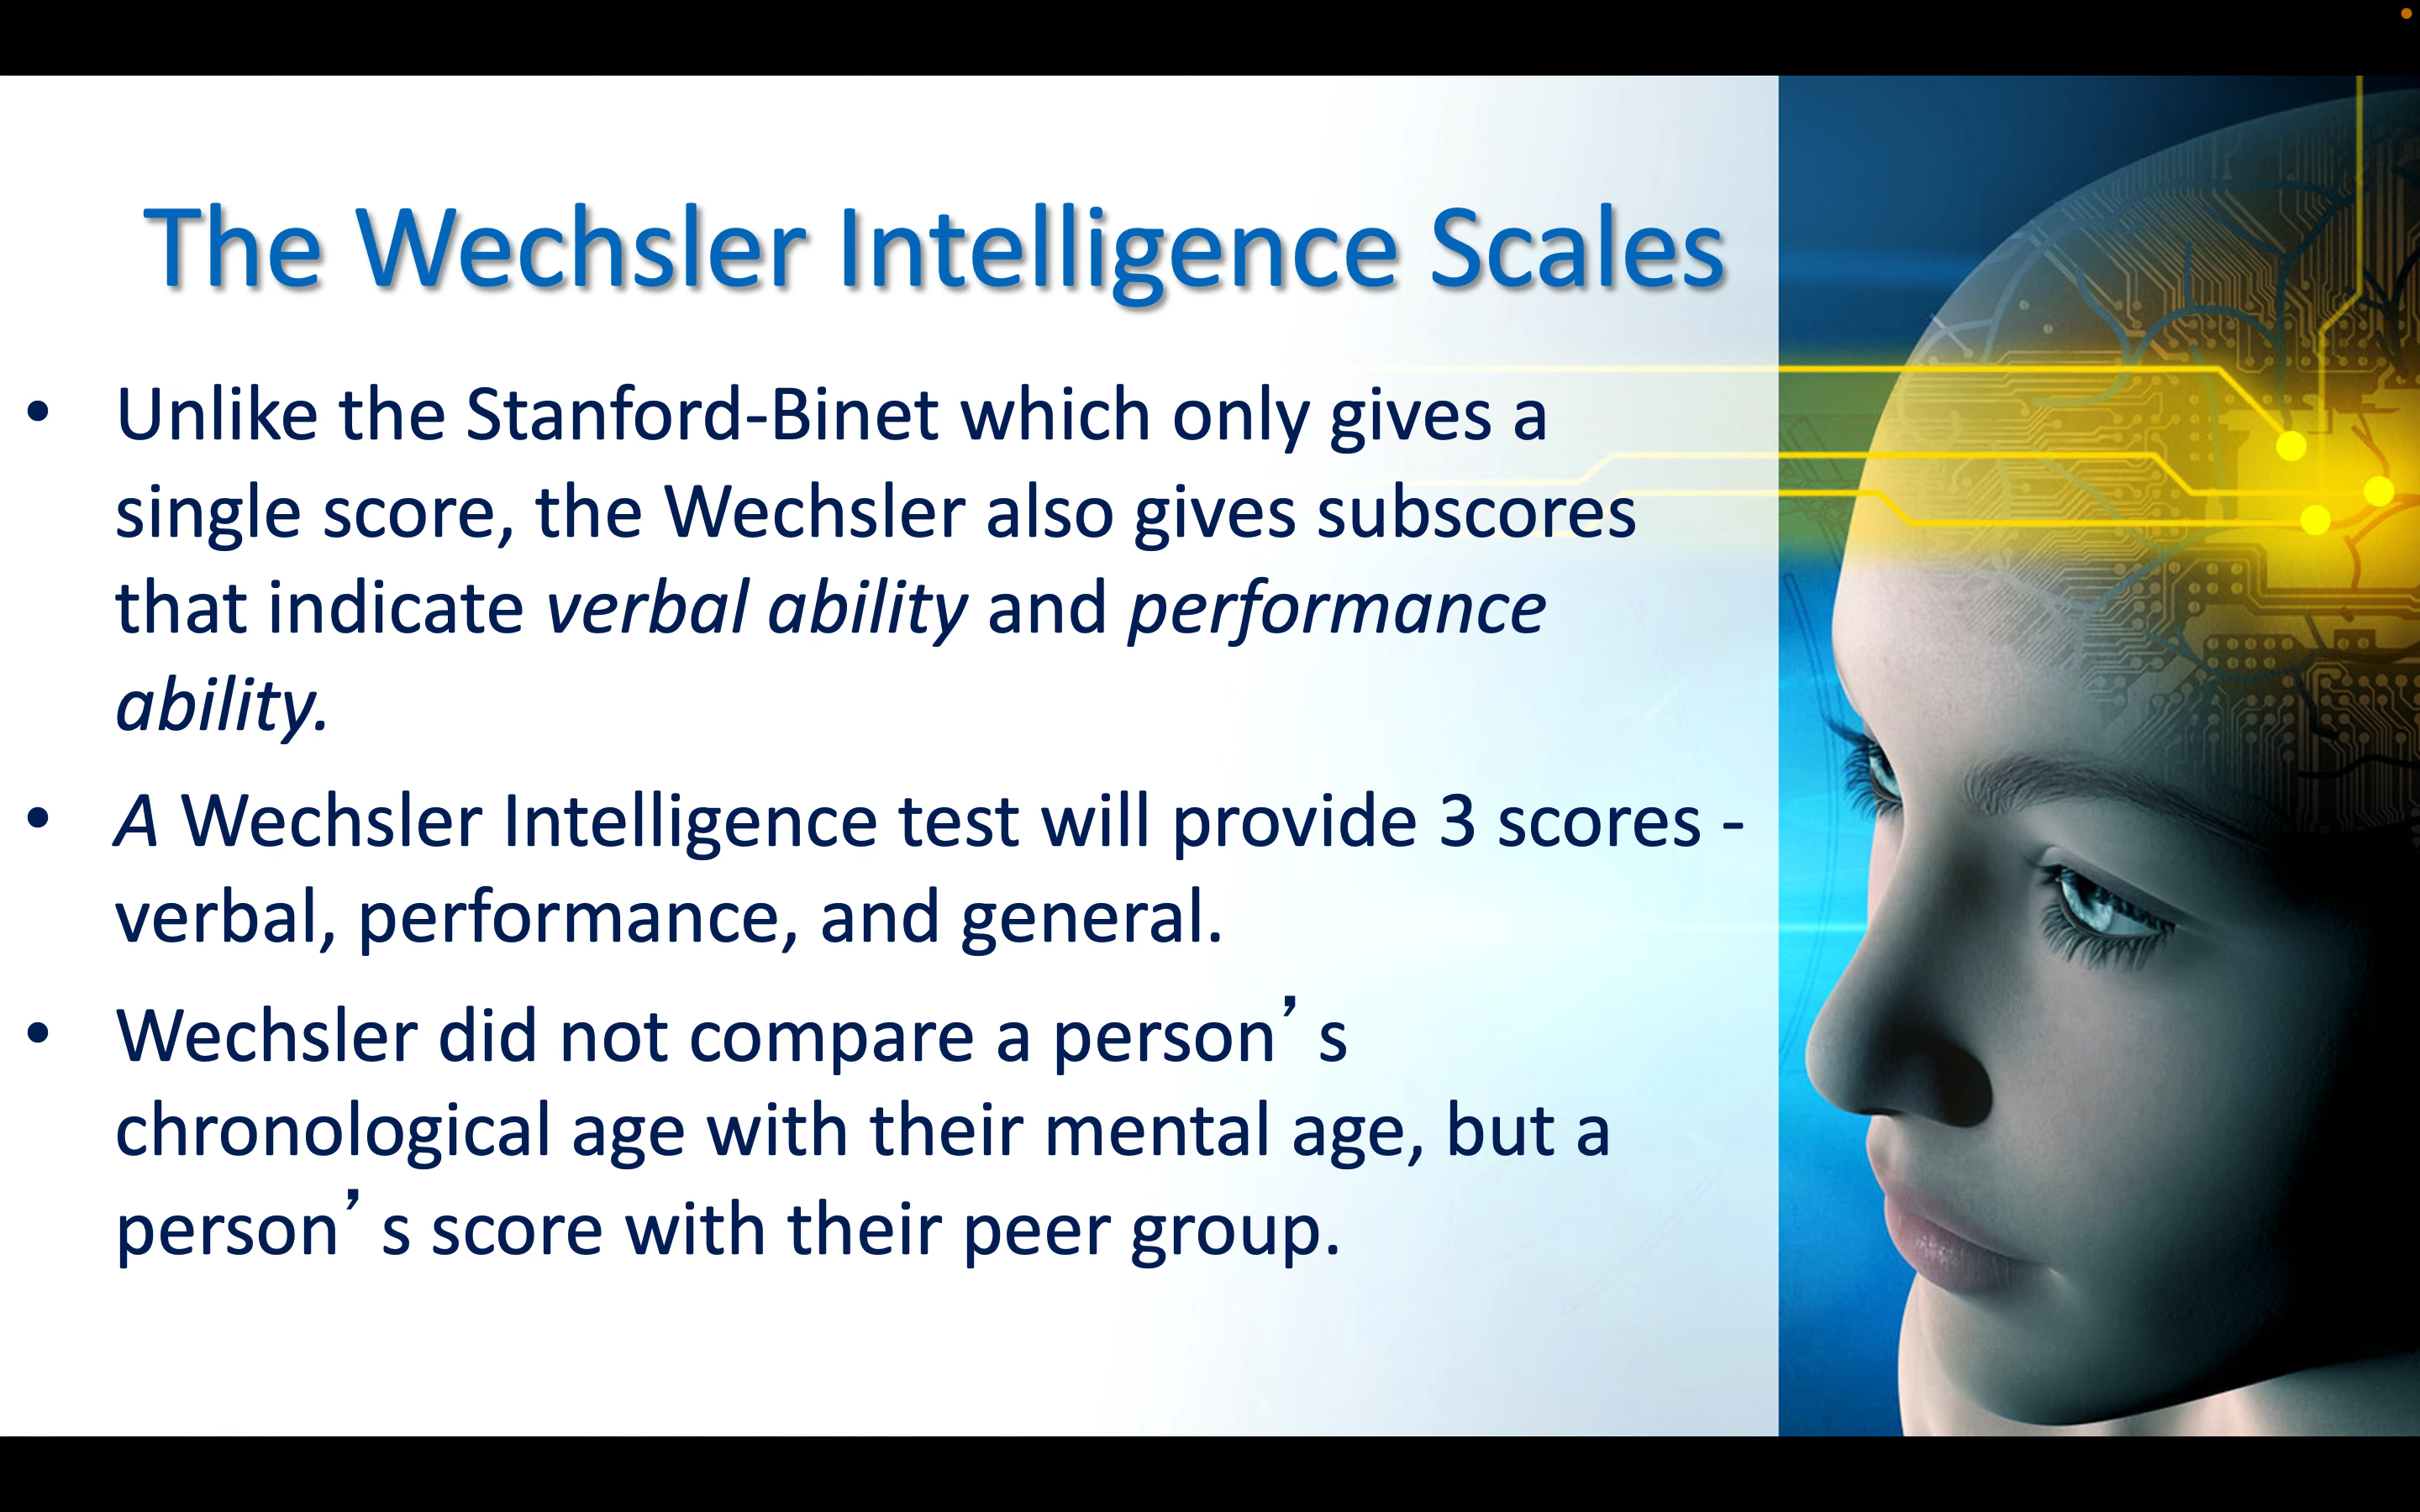 The Wechsler Intelligence Scales
• Unlike the Stanford-Binet which only gives a
single score, the Wechsler also gives subscores
that indicate verbal ability and performance
ability.
• A Wechsler Intelligence test will provide 3 scores -
verbal, performance, and general.
• Wechsler did not compare a person’s
chronological age with their mental age, but a
person’s score with their peer group.